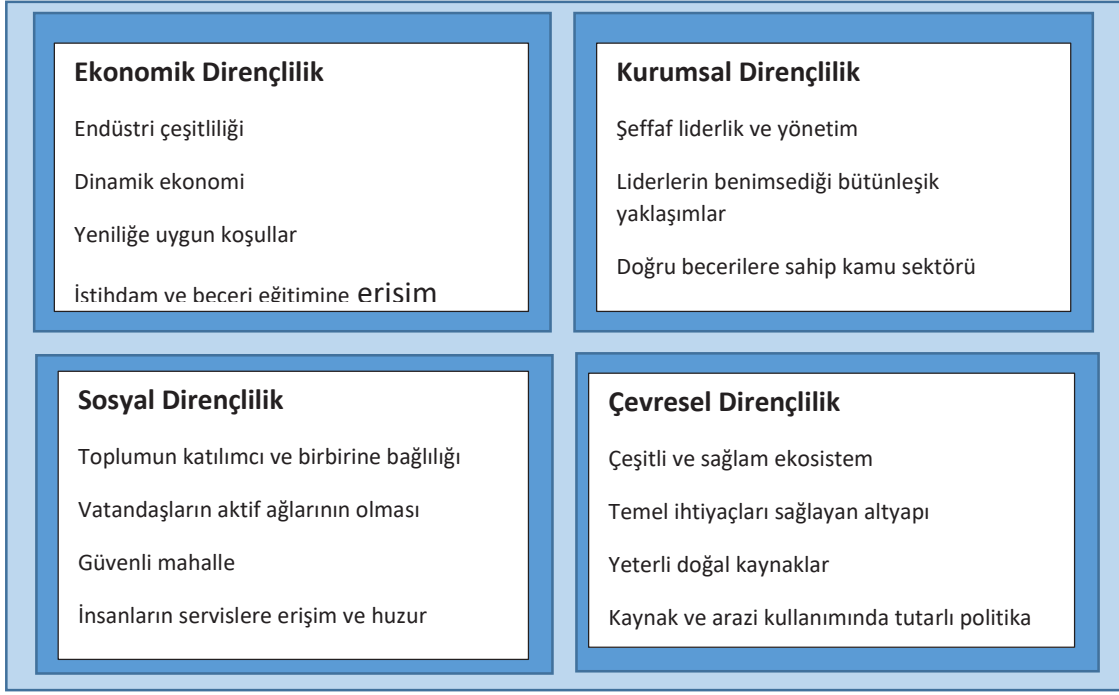 Ekonomik Dirençlilik
Endüstri çeşitliliği
Dinamik ekonomi
Yeniliğe uygun koşullar
İstihdam ve beceri eğitimine erişim
Kurumsal Dirençlilik
Şeffaf liderlik ve yönetim
Liderlerin benimsediği bütünleşik
yaklaşımlar
Doğru becerilere sahip kamu sektörü
Sosyal Dirençlilik
Toplumun katılımcı ve birbirine bağlılığı
Vatandaşların aktif ağlarının olması
Güvenli mahalle
İnsanların servislere erişim ve huzur
Çevresel Dirençlilik
Çeşitli ve sağlam ekosistem
Temel ihtiyaçları sağlayan altyapı
Yeterli doğal kaynaklar
Kaynak ve arazi kullanımında tutarlı politika